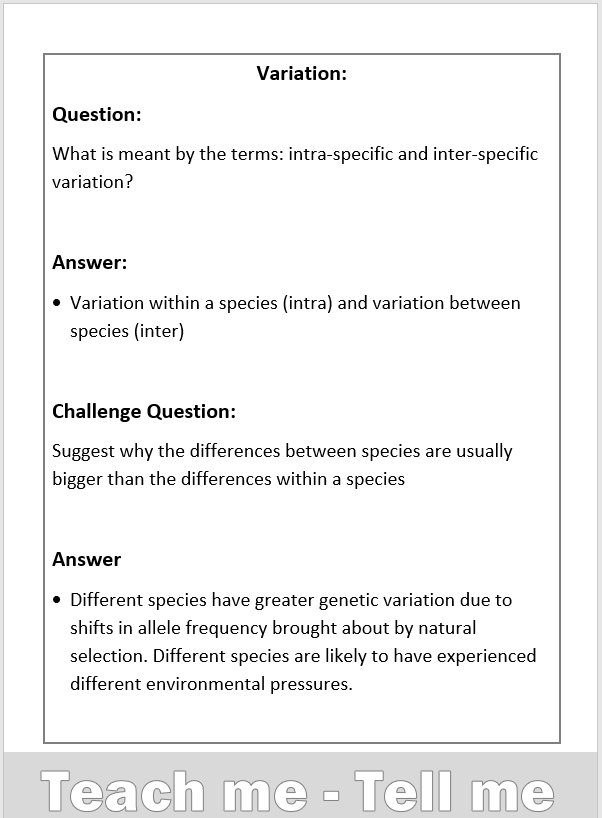 Variation:
Question:
What is meant by the terms: intra-specific and inter-specific
variation?
Answer:
• Variation within a species (intra) and variation between
species (inter)
Challenge Question:
Suggest why the differences between species are usually
bigger than the differences within a species
Answer
• Different species have greater genetic variation due to
shifts in allele frequency brought about by natural
selection. Different species are likely to have experienced
different environmental pressures.
Teach me - Tell me